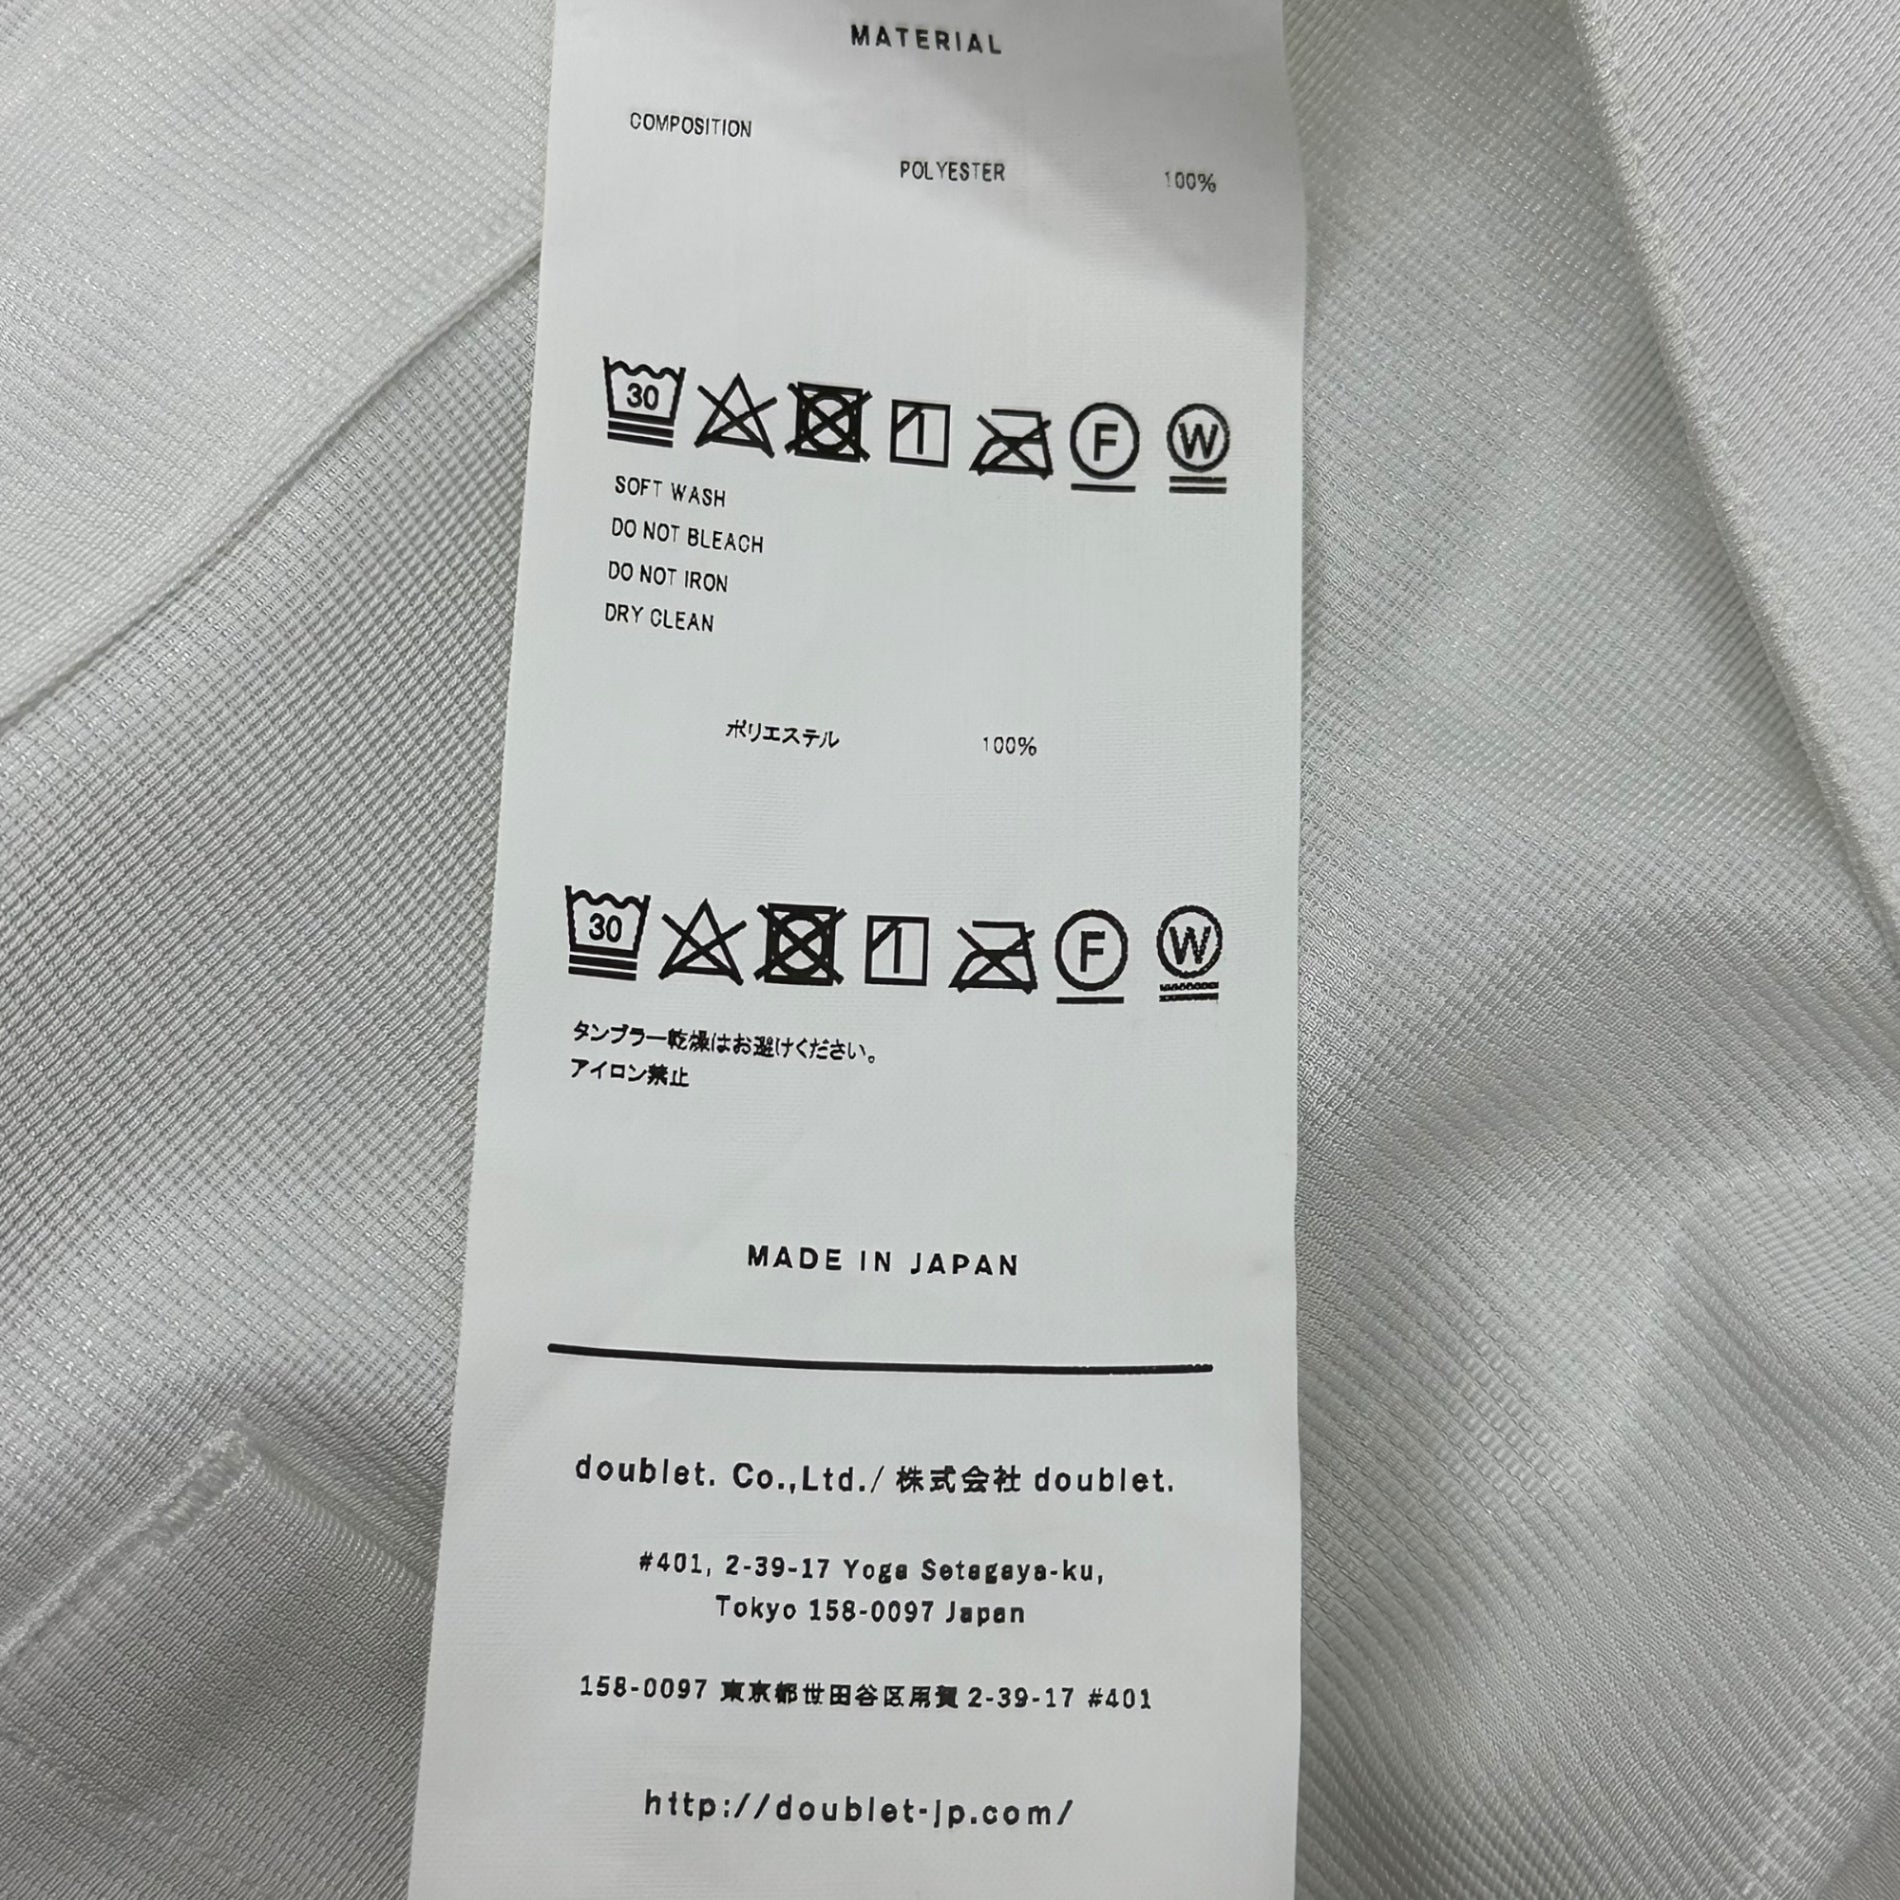 MATERIAL
COMPOSITION
POLYESTER 100%
30 F W
SOFT WASH
DO NOT BLEACH
DO NOT IRON
DRY CLEAN
ポリエステル 100%
30 F W
タンブラー乾燥はお避けください。
アイロン禁止
MADE IN JAPAN
doublet. Co.,Ltd./ 株式会社 doublet.
#401, 2-39-17 Yoga Setagaya-ku,
Tokyo 158-0097 Japan
158-0097 東京都世田谷区用賀 2-39-17 #401
http://doublet-jp.com/